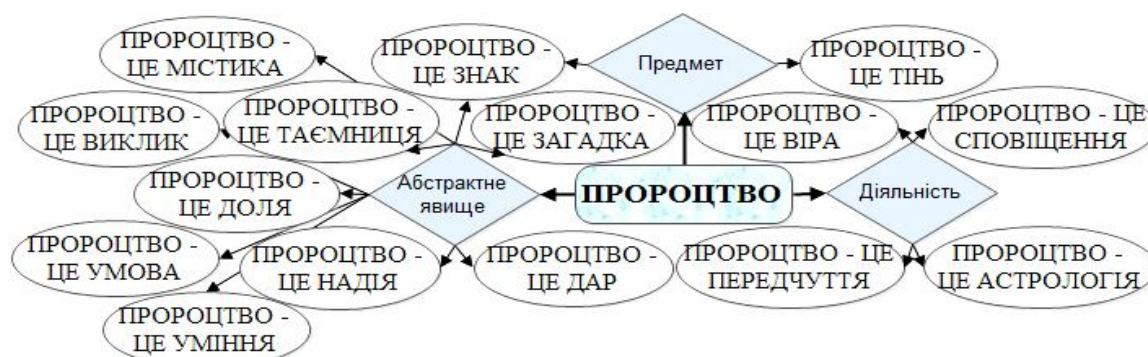 ПРОРОЦТВО -
ЦЕ МІСТИКА
ПРОРОЦТВО -
ЦЕ ЗНАК
Предмет
ПРОРОЦТВО -
ЦЕ ТІНЬ
ПРОРОЦТВО -
ЦЕ ВИКЛИК
ПРОРОЦТВО -
ЦЕ ТАЄМНИЦЯ
ПРОРОЦТВО -
ЦЕ ЗАГАДКА
ПРОРОЦТВО -
ЦЕ ВІРА
ПРОРОЦТВО - ЦЕ
СПОВІЩЕННЯ
ПРОРОЦТВО -
ЦЕ ДОЛЯ
Абстрактне
явище
ПРОРОЦТВО
Діяльність
ПРОРОЦТВО -
ЦЕ УМОВА
ПРОРОЦТВО -
ЦЕ НАДІЯ
ПРОРОЦТВО -
ЦЕ ДАР
ПРОРОЦТВО - ЦЕ
ПЕРЕДЧУТТЯ
ПРОРОЦТВО -
ЦЕ АСТРОЛОГІЯ
ПРОРОЦТВО -
ЦЕ УМІННЯ